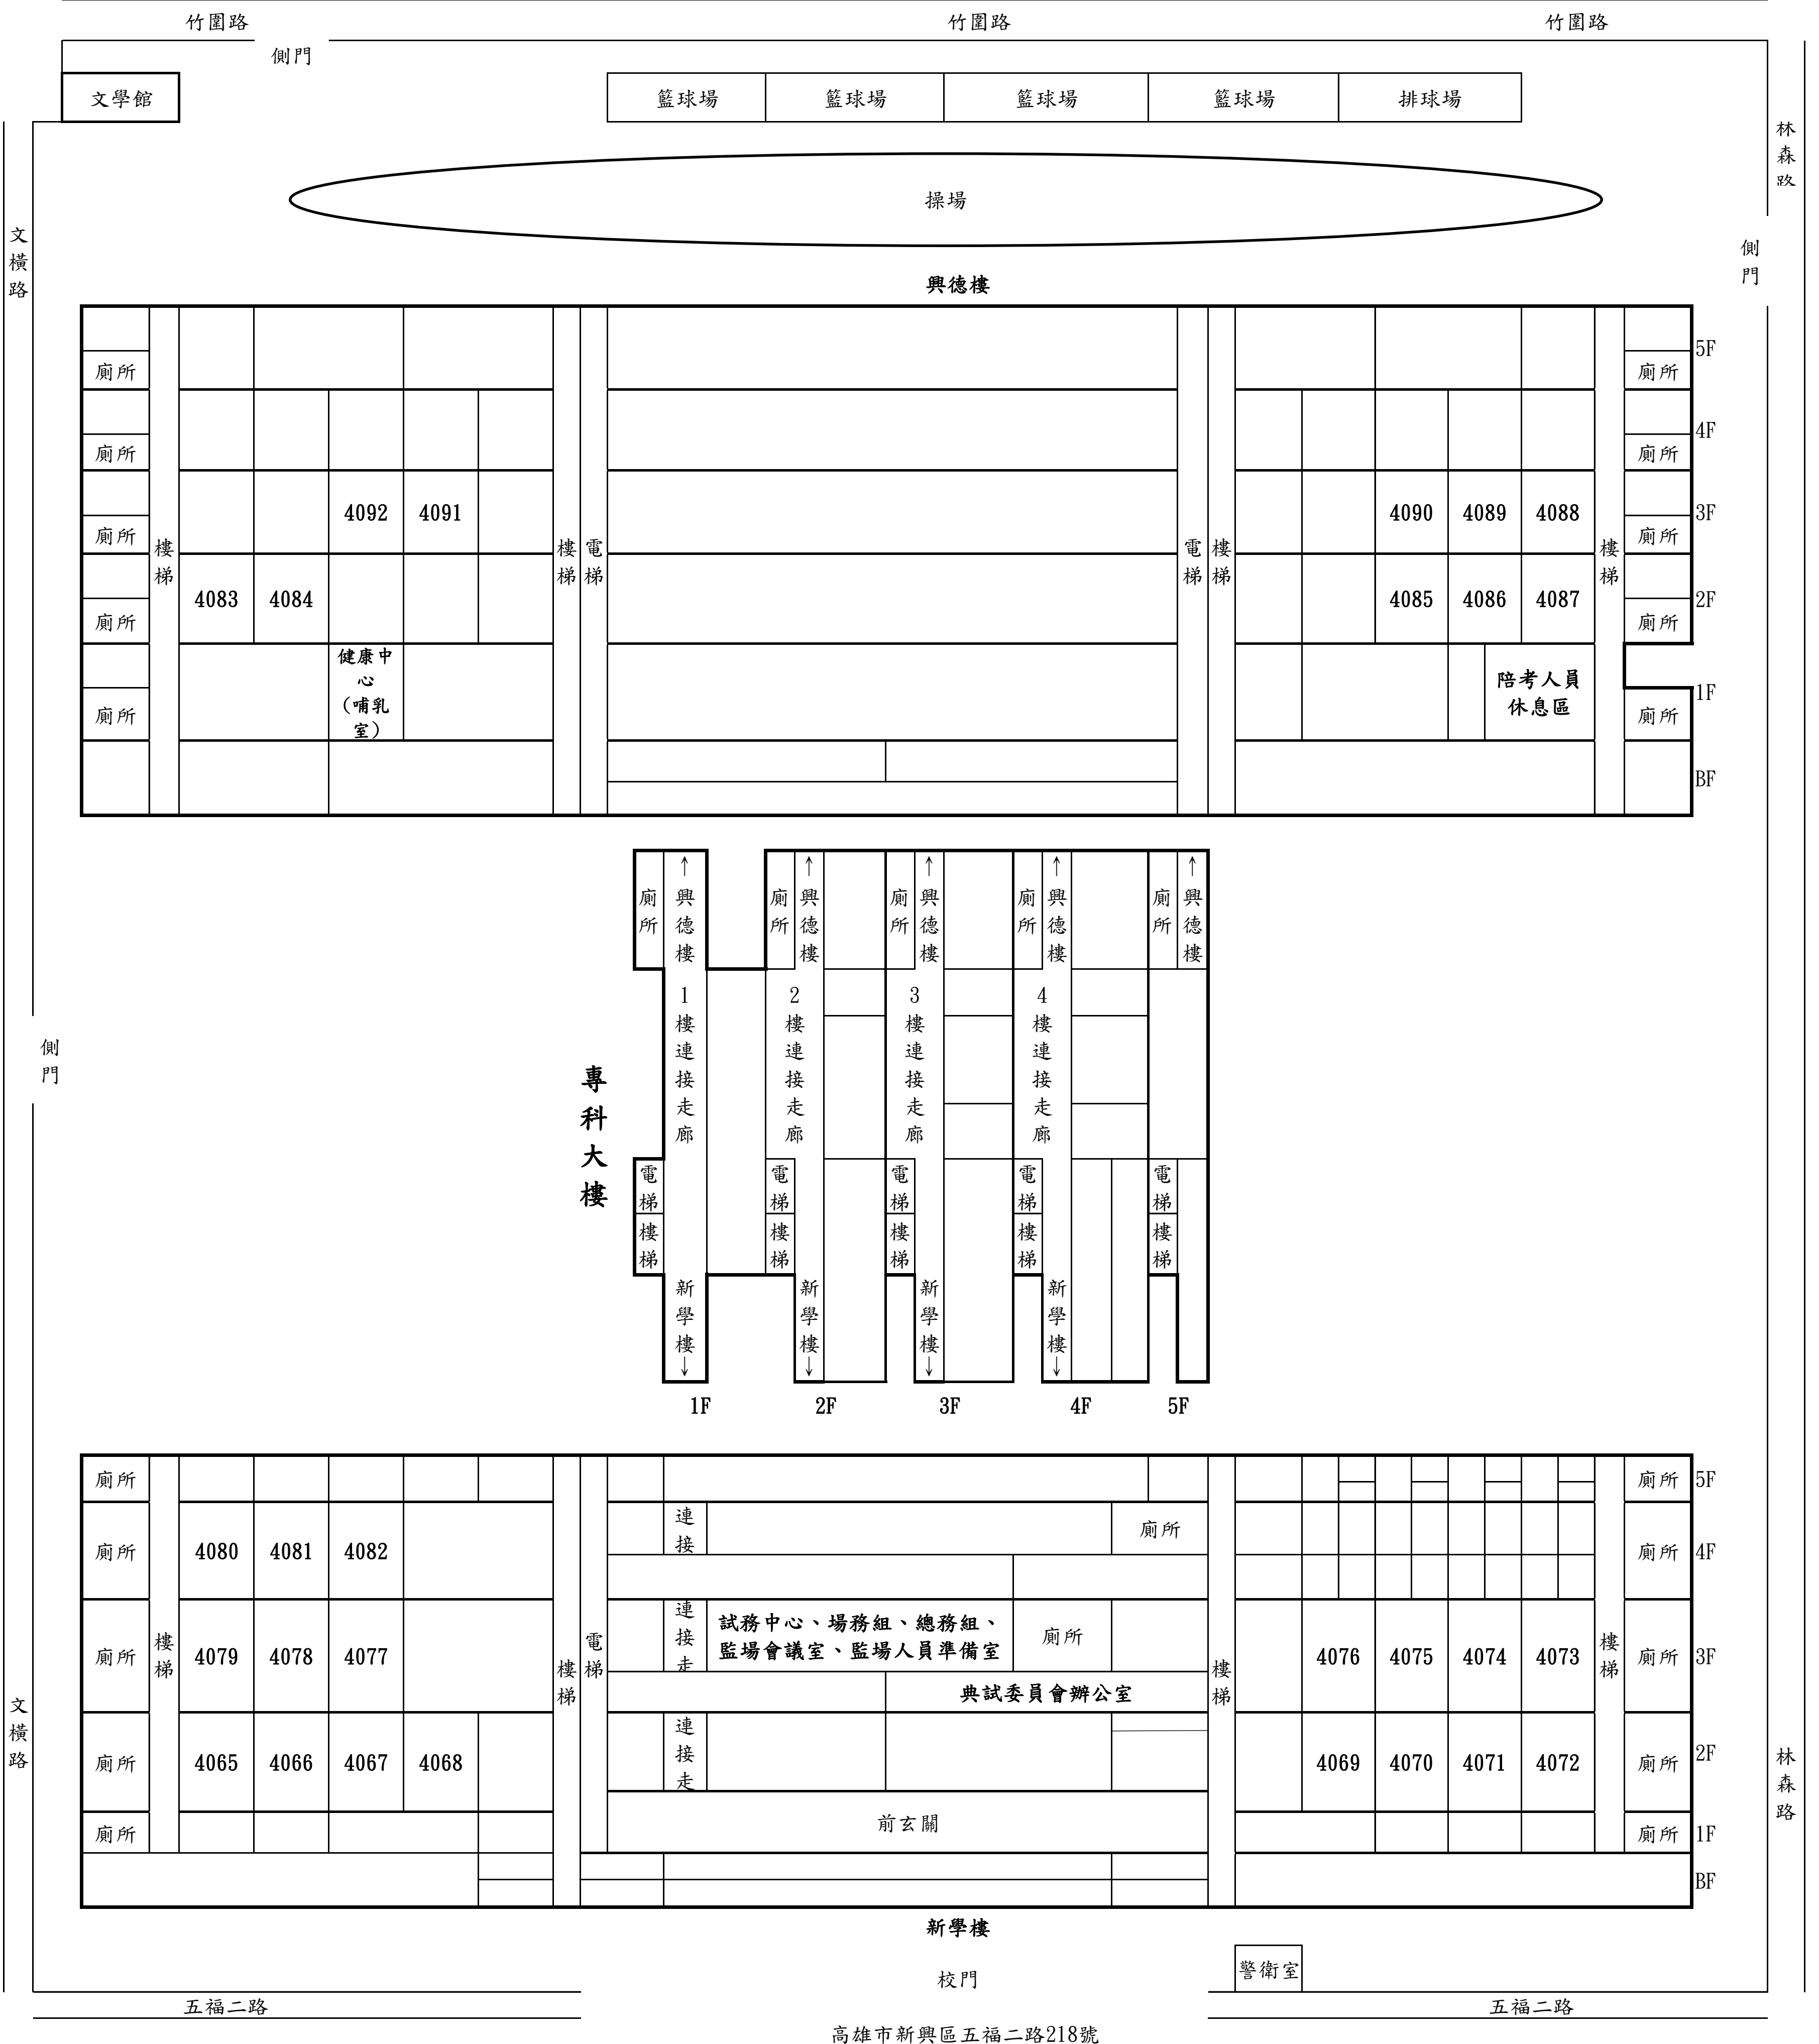 竹圍路 竹圍路 竹圍路
側門
文學館 籃球場 籃球場 籃球場 籃球場 排球場
林森路
操場
文橫路
側門
興德樓
5F
廁所 廁所
4F
廁所 廁所
4092 4091 4090 4089 4088 3F
廁所 廁所
樓梯 樓梯 電梯 電梯 樓梯 樓梯
4083 4084 4085 4086 4087 2F
廁所 廁所
健康中
心
(哺乳
室)
陪考人員
休息區
1F
廁所 廁所
BF
廁所 ↑興德樓 廁所 ↑興德樓 廁所 ↑興德樓 廁所 ↑興德樓 廁所 ↑興德樓
1樓連接走廊 2樓連接走廊 3樓連接走廊 4樓連接走廊
側門
專科大樓
電梯 電梯 電梯 電梯 電梯
樓梯 樓梯 樓梯 樓梯 樓梯
新學樓↓ 新學樓↓ 新學樓↓ 新學樓↓
1F 2F 3F 4F 5F
廁所 廁所 5F
連接 廁所
廁所 4080 4081 4082 廁所 4F
連接走
試務中心、場務組、總務組、
監場會議室、監場人員準備室
廁所
樓梯 樓梯 電梯 樓梯 樓梯
廁所 4079 4078 4077 4076 4075 4074 4073 廁所 3F
典試委員會辦公室
文橫路
連接走
廁所 4065 4066 4067 4068 4069 4070 4071 4072 廁所 2F
林森路
前玄關
廁所 廁所 1F
BF
新學樓
警衛室
校門
五福二路 五福二路
高雄市新興區五福二路218號